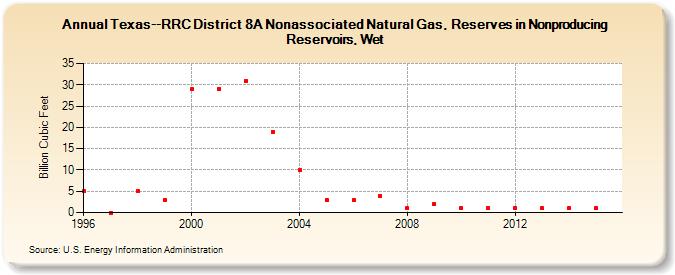 Annual Texas--RRC District 8A Nonassociated Natural Gas, Reserves in Nonproducing
Reservoirs, Wet
Billion Cubic Feet
35
30
25
20
15
10
5
0
1996 2000 2004 2008 2012
Source: U.S. Energy Information Administration